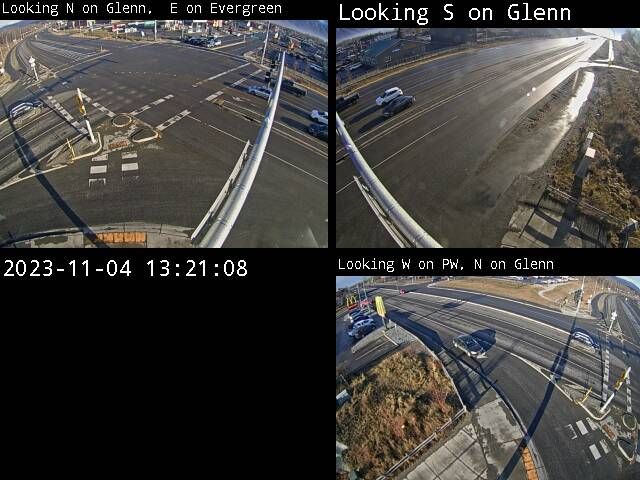 Looking N on Glenn,  E on Evergreen
Looking S on Glenn
2023-11-04 13:21:08
Looking W on PW, N on Glenn